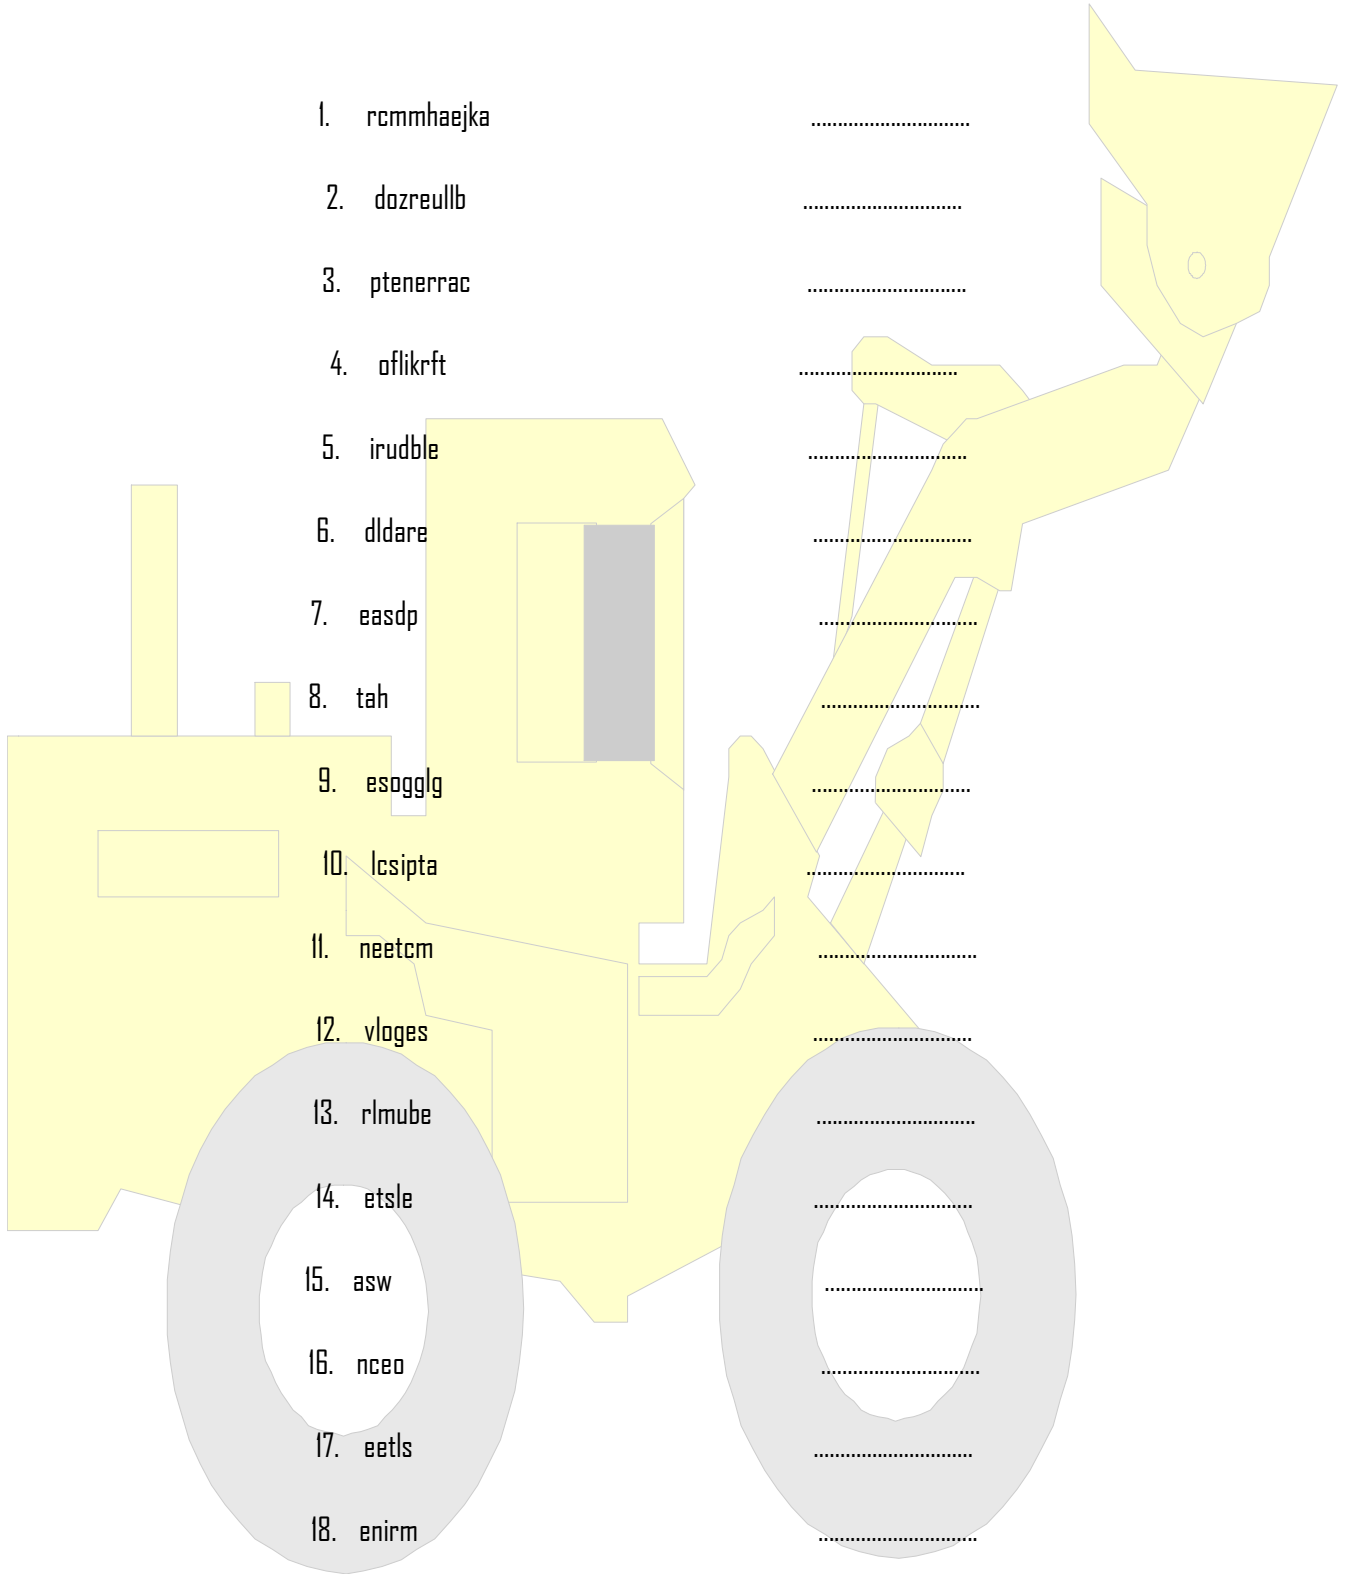 1. rcmmhaejka ..............................
2. dozreullb ..............................
3. ptenerrac ..............................
4. oflikrft ..............................
5. irudble ..............................
6. dldare ..............................
7. easdp ..............................
8. tah ..............................
9. esogglg ..............................
10. lcsipta ..............................
11. neetcm ..............................
12. vloges ..............................
13. rlmube ..............................
14. etsle ..............................
15. asw ..............................
16. nceo ..............................
17. eetls ..............................
18. enirm ..............................